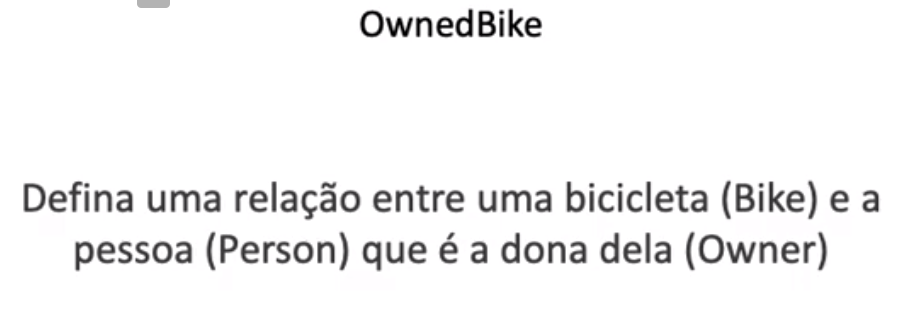 OwnedBike
Defina uma relação entre uma bicicleta (Bike) e a
pessoa (Person) que é a dona dela (Owner)